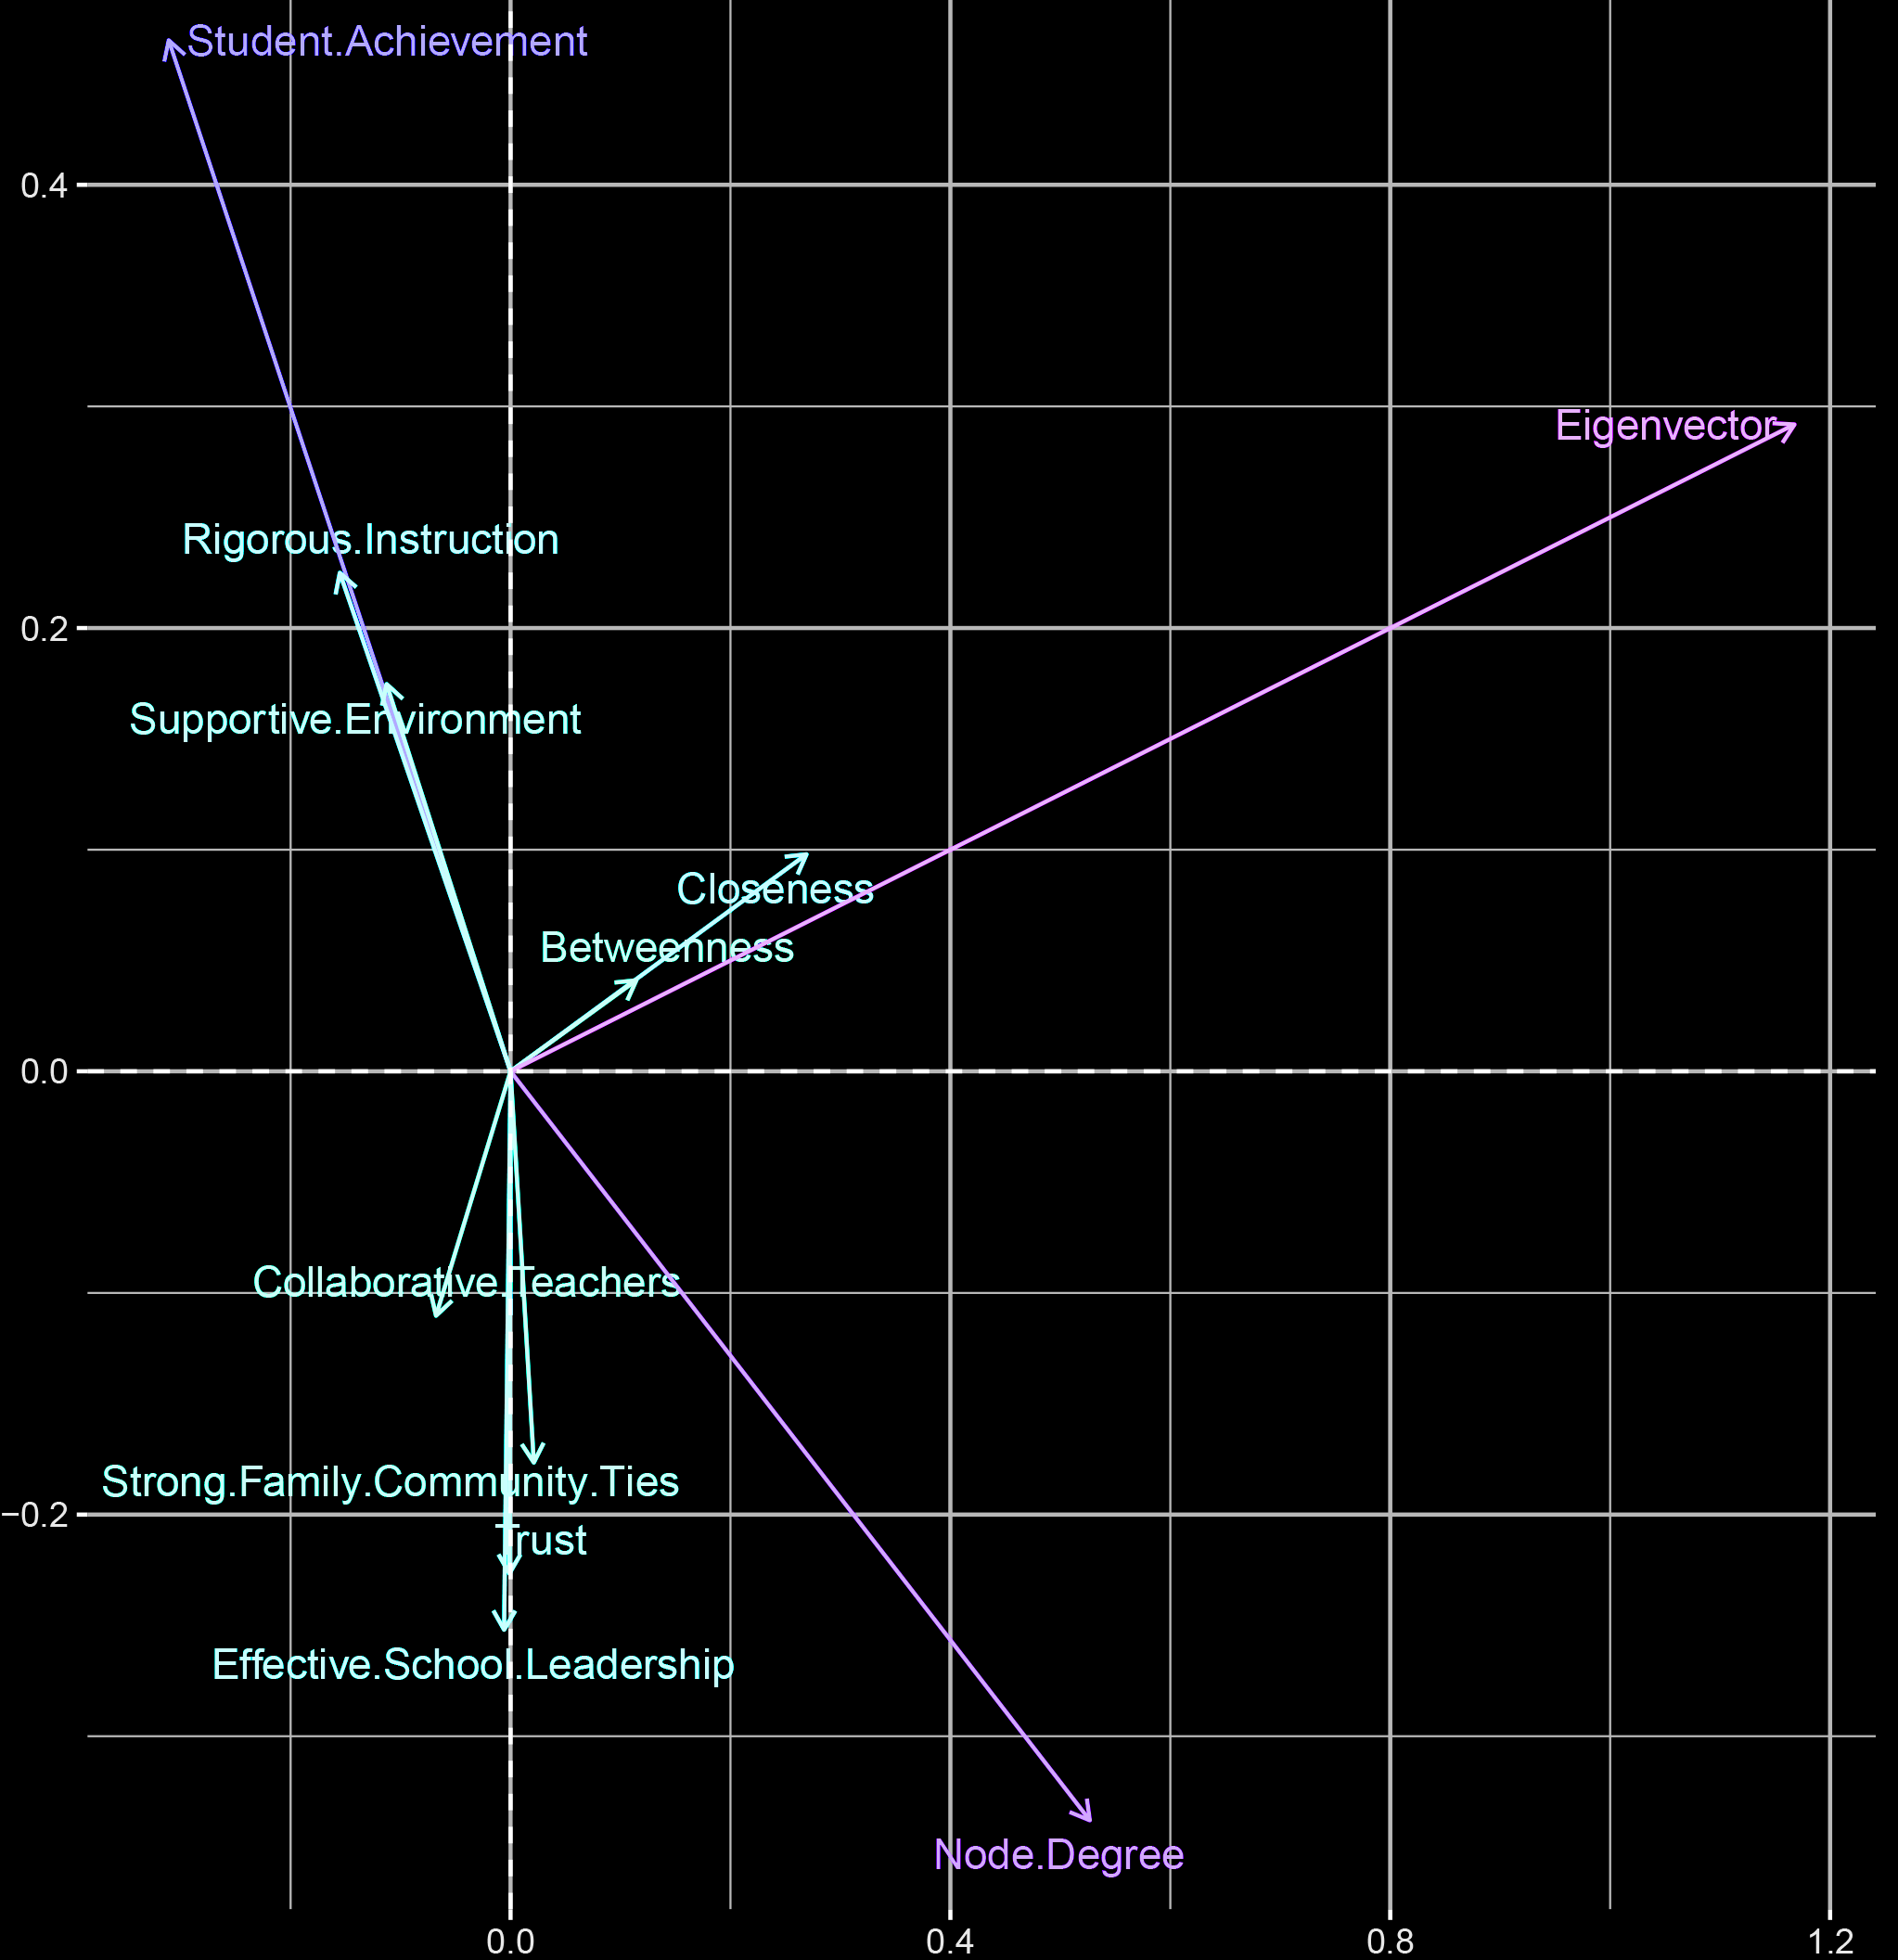 Student.Achievement
0.4
Eigenvector
Rigorous.Instruction
0.2
Supportive.Environment
Closeness
Betweenness
0.0
Collaborative.Teachers
Strong.Family.Community.Ties
−0.2
Trust
Effective.School.Leadership
Node.Degree
0.0 0.4 0.8 1.2